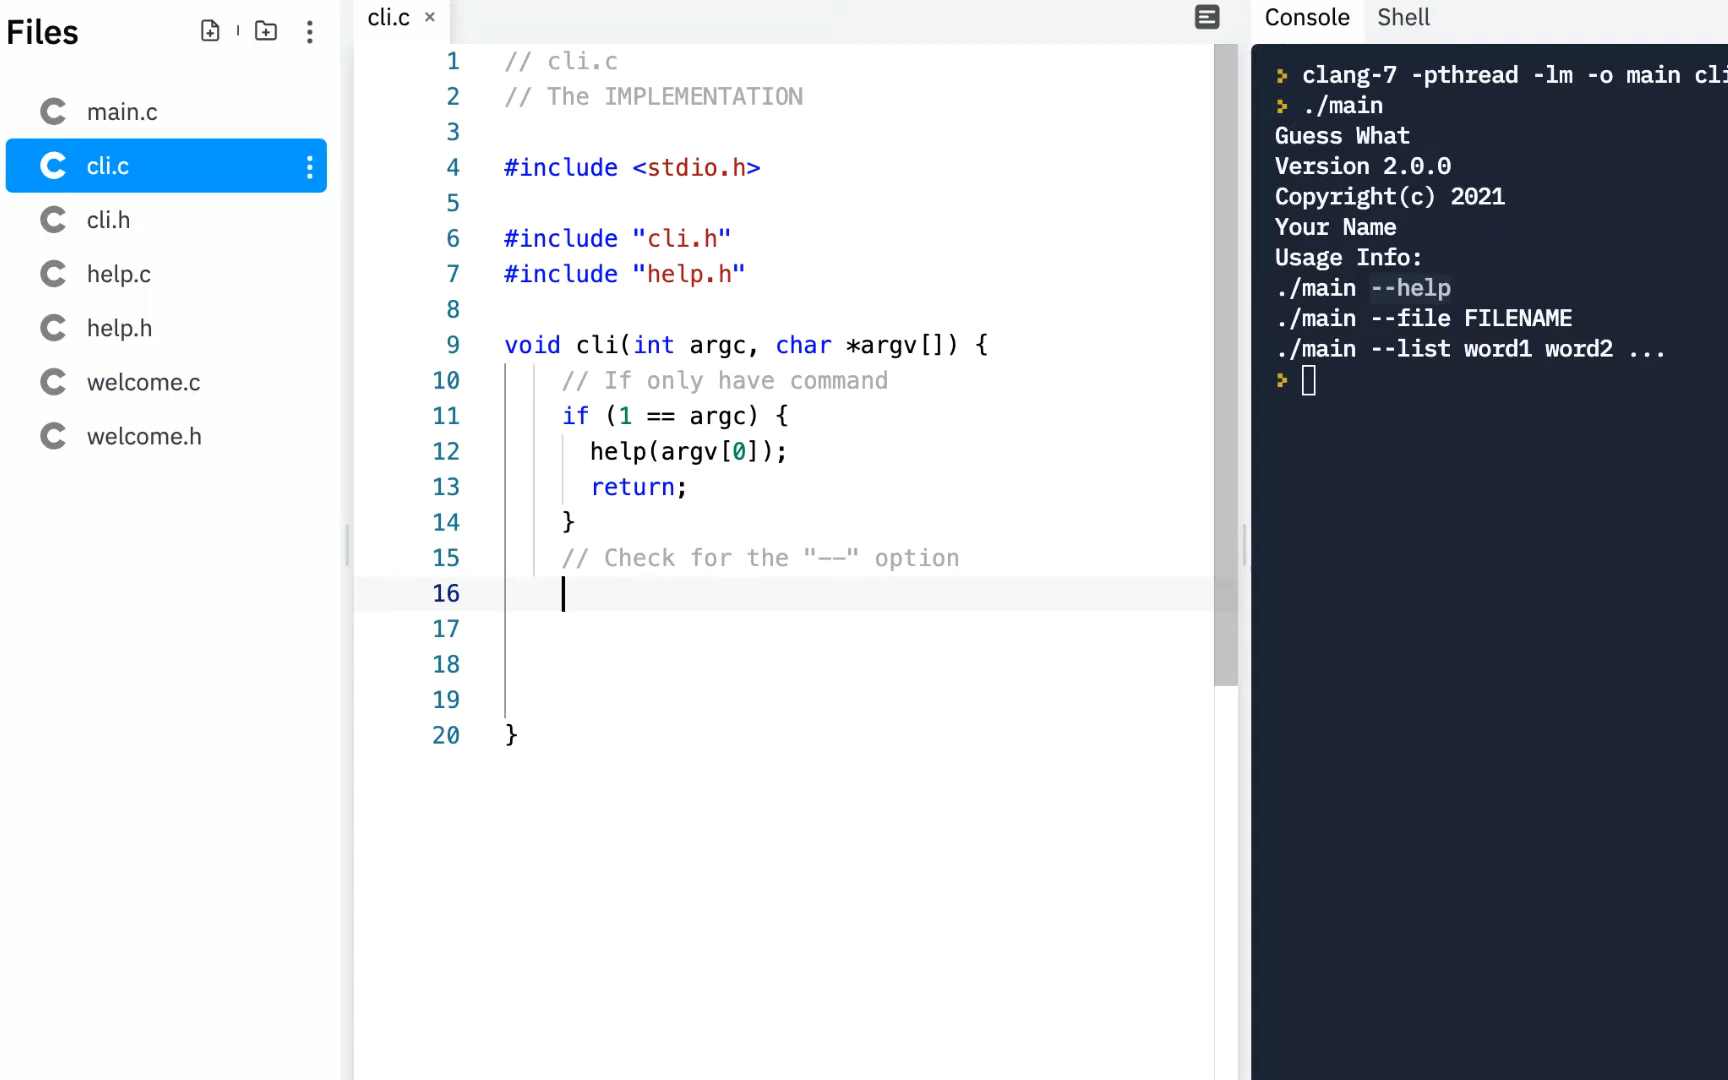 Files
main.c
cli.c
cli.h
help.c
help.h
welcome.c
welcome.h
cli.c ×
1 // cli.c
2 // The IMPLEMENTATION
3
4 #include <stdio.h>
5
6 #include "cli.h"
7 #include "help.h"
8
9 void cli(int argc, char *argv[]) {
10 // If only have command
11 if (1 == argc) {
12 help(argv[0]);
13 return;
14 }
15 // Check for the "--" option
16
17
18
19
20 }
Console Shell
clang-7 -pthread -lm -o main cli
./main
Guess What
Version 2.0.0
Copyright(c) 2021
Your Name
Usage Info:
./main --help
./main --file FILENAME
./main --list word1 word2 ...